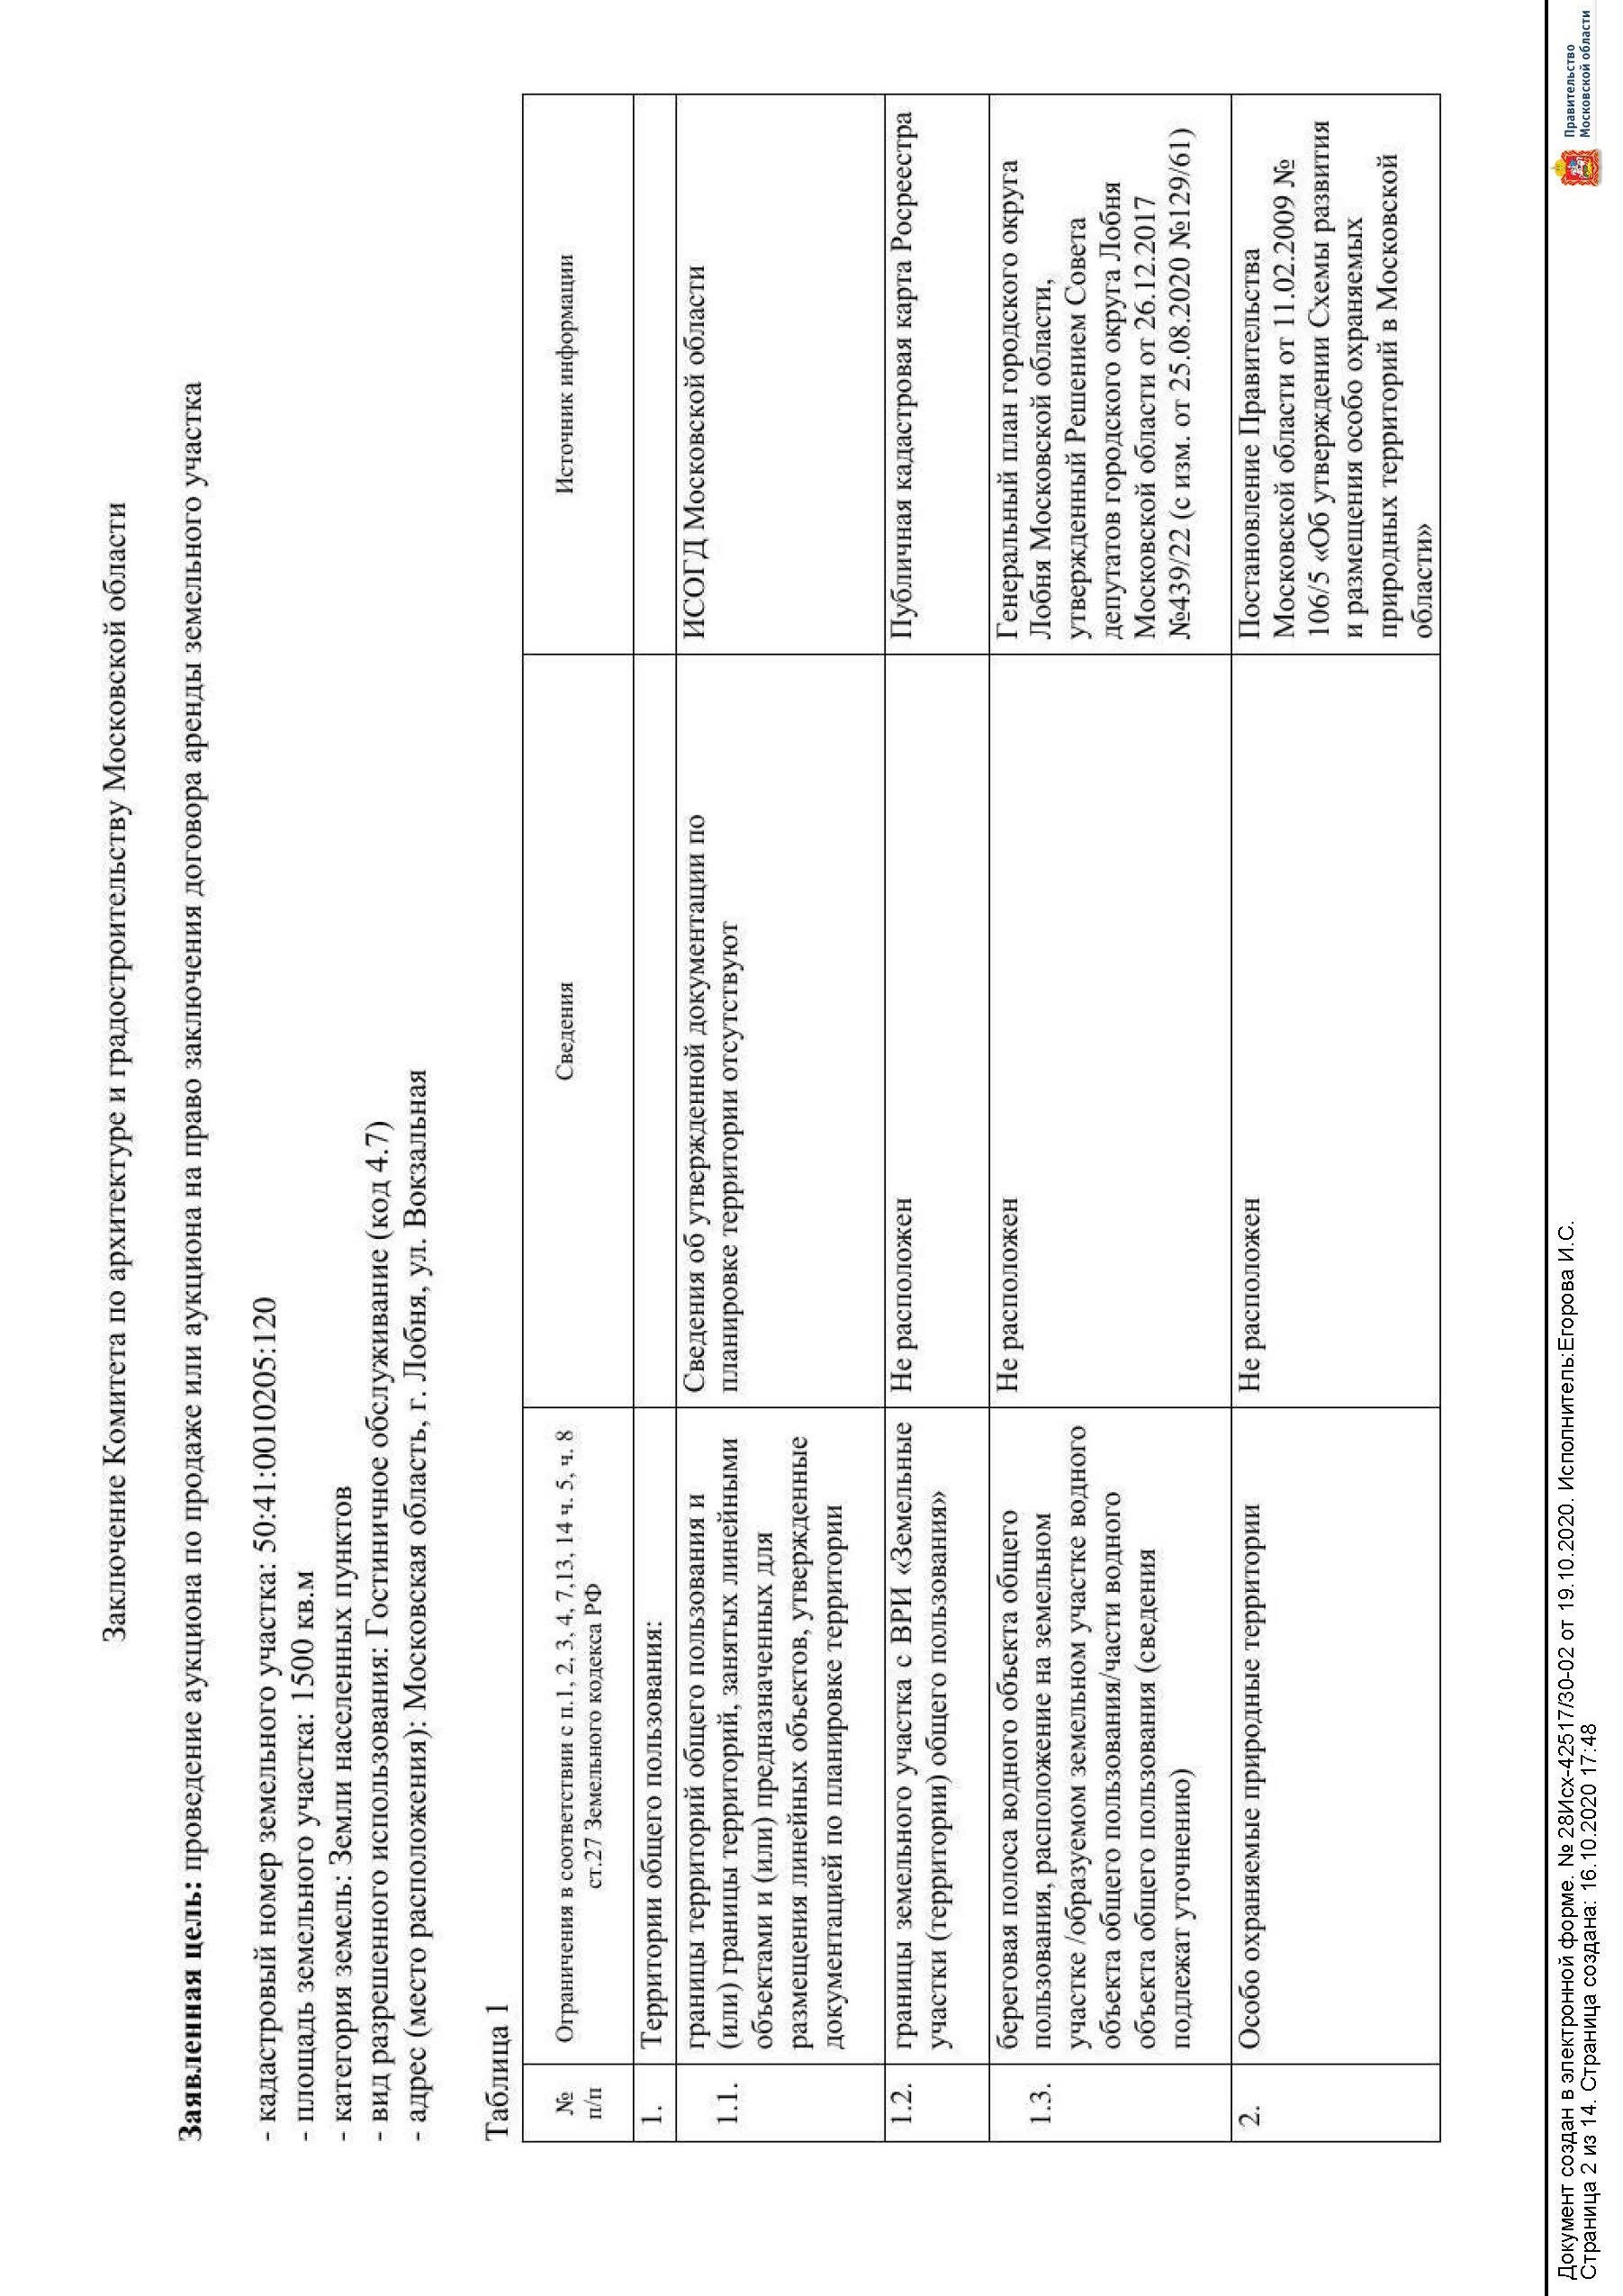 Заключение Комитета по архитектуре и градостроительству Московской области
Заявленная цель: проведение аукциона по продаже или аукциона на право заключения договора аренды земельного участка
- кадастровый номер земельного участка: 50:41:0010205:120
- площадь земельного участка: 1500 кв.м
- категория земель: Земли населенных пунктов
- вид разрешенного использования: Гостиничное обслуживание (код 4.7)
- адрес (место расположения): Московская область, г. Лобня, ул. Вокзальная
Таблица 1
№
п/п
Ограничения в соответствии с п.1, 2, 3, 4, 7,13, 14 ч. 5, ч. 8
ст.27 Земельного кодекса РФ
Сведения
Источник информации
1.
Территории общего пользования:
1.1.
границы территорий общего пользования и
(или) границы территорий, занятых линейными
объектами и (или) предназначенных для
размещения линейных объектов, утвержденные
документацией по планировке территории
Сведения об утвержденной документации по
планировке территории отсутствуют
ИСОГД Московской области
1.2.
границы земельного участка с ВРИ «Земельные
участки (территории) общего пользования»
Не расположен
Публичная кадастровая карта Росреестра
1.3.
береговая полоса водного объекта общего
пользования, расположение на земельном
участке /образуемом земельном участке водного
объекта общего пользования/части водного
объекта общего пользования (сведения
подлежат уточнению)
Не расположен
Генеральный план городского округа
Лобня Московской области,
утвержденный Решением Совета
депутатов городского округа Лобня
Московской области от 26.12.2017
№439/22 (с изм. от 25.08.2020 №129/61)
2.
Особо охраняемые природные территории
Не расположен
Постановление Правительства
Московской области от 11.02.2009 №
106/5 «Об утверждении Схемы развития
и размещения особо охраняемых
природных территорий в Московской
области»
Документ создан в электронной форме. № 28Исх-42517/30-02 от 19.10.2020. Исполнитель:Егорова И.С.
Страница 2 из 14. Страница создана: 16.10.2020 17:48
Правительство
Московской области